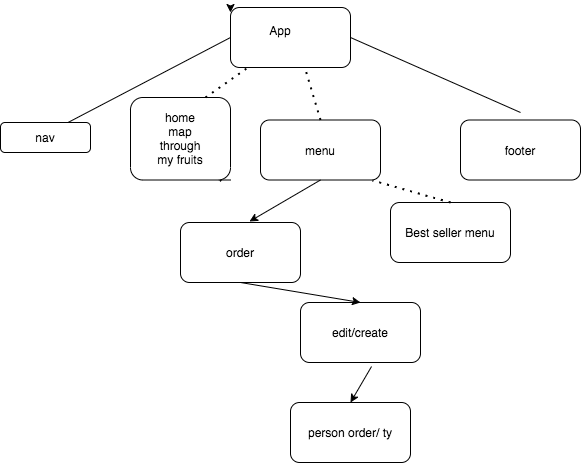 App
home
map
through
my fruits
nav
menu
footer
Best seller menu
order
edit/create
person order/ ty